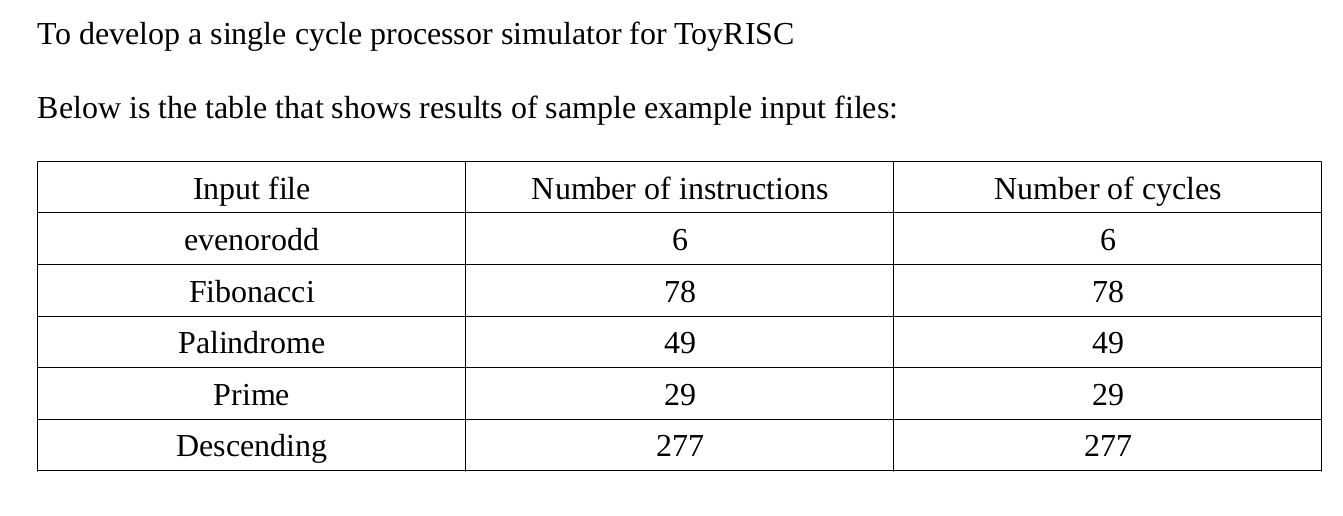 To develop a single cycle processor simulator for ToyRISC
Below is the table that shows results of sample example input files:
Input file Number of instructions Number of cycles
evenorodd 6 6
Fibonacci 78 78
Palindrome 49 49
Prime 29 29
Descending 277 277